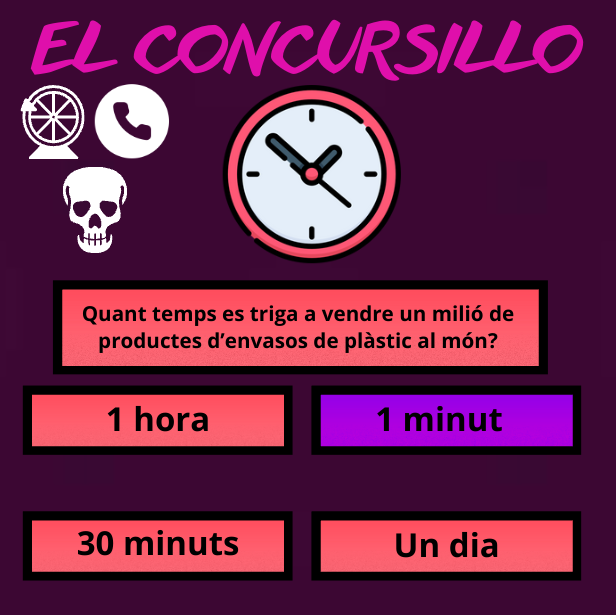 EL CONCURSILLO
Quant temps es triga a vendre un milió de
productes d’envasos de plàstic al món?
1 hora
1 minut
30 minuts
Un dia